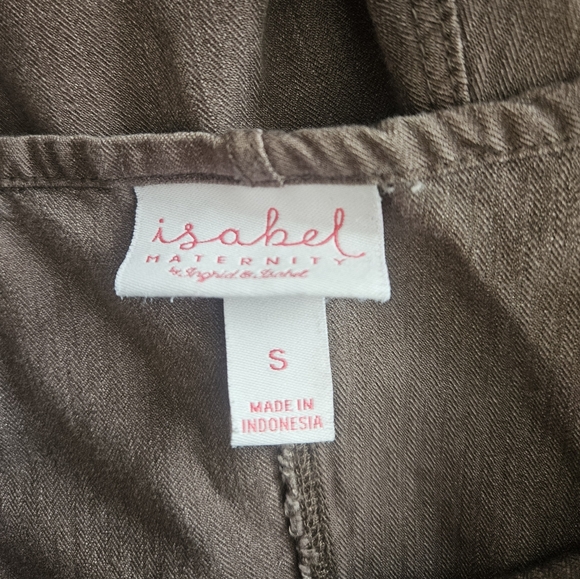 isabel
MATERNITY
by Ingrid & Isabel
S
MADE IN
INDONESIA